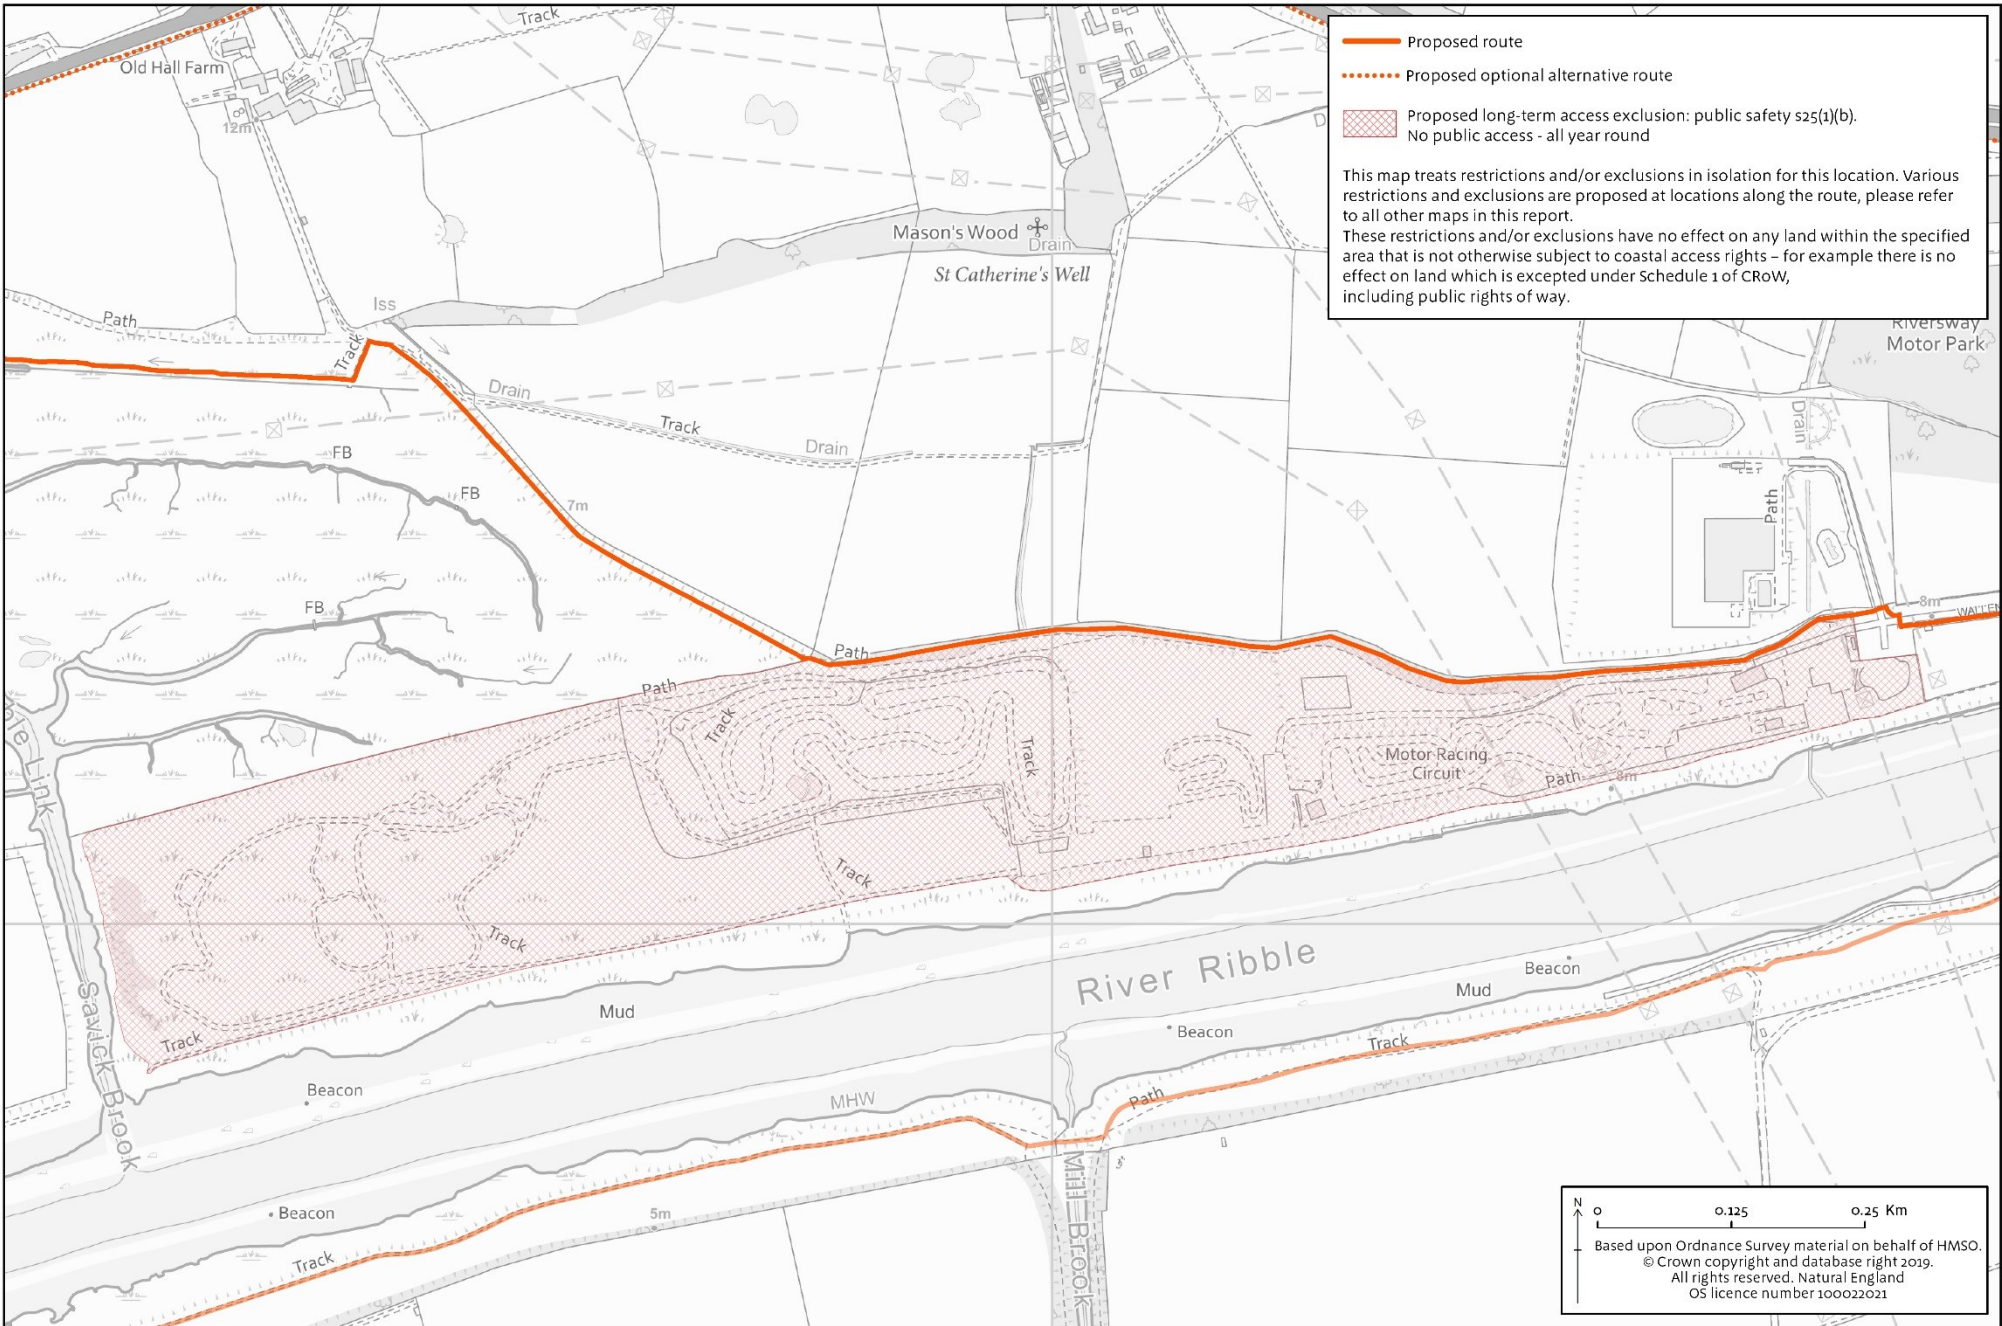 Track
Old Hall Farm
12m
Proposed route
Proposed optional alternative route
Proposed long-term access exclusion: public safety s25(1)(b).
No public access - all year round
This map treats restrictions and/or exclusions in isolation for this location. Various
restrictions and exclusions are proposed at locations along the route, please refer
to all other maps in this report.
These restrictions and/or exclusions have no effect on any land within the specified
area that is not otherwise subject to coastal access rights – for example there is no
effect on land which is excepted under Schedule 1 of CRoW,
including public rights of way.
Mason's Wood
Drain
St Catherine's Well
Iss
Path
Track
Riversway
Motor Park
Drain
Track
Drain
Drain
FB
FB
7m
Path
FB
8m
Path
Path
Track
Track
Motor Racing
Circuit
Path
8m
Link
Track
Track
River Ribble
Beacon
Mud
Mud
Beacon
Track
Savick Brook
Track
Beacon
MHW
Path
Mill Brook
Beacon
5m
Track
N
0 0.125 0.25 Km
Based upon Ordnance Survey material on behalf of HMSO.
© Crown copyright and database right 2019.
All rights reserved. Natural England
OS licence number 100022021